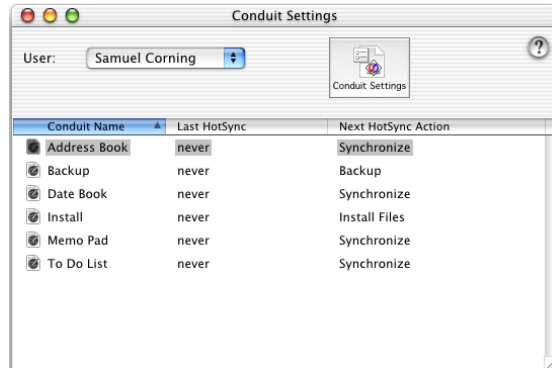 Conduit Settings
User: Samuel Corning
Conduit Settings
?
Conduit Name Last HotSync Next HotSync Action
Address Book never Synchronize
Backup never Backup
Date Book never Synchronize
Install never Install Files
Memo Pad never Synchronize
To Do List never Synchronize